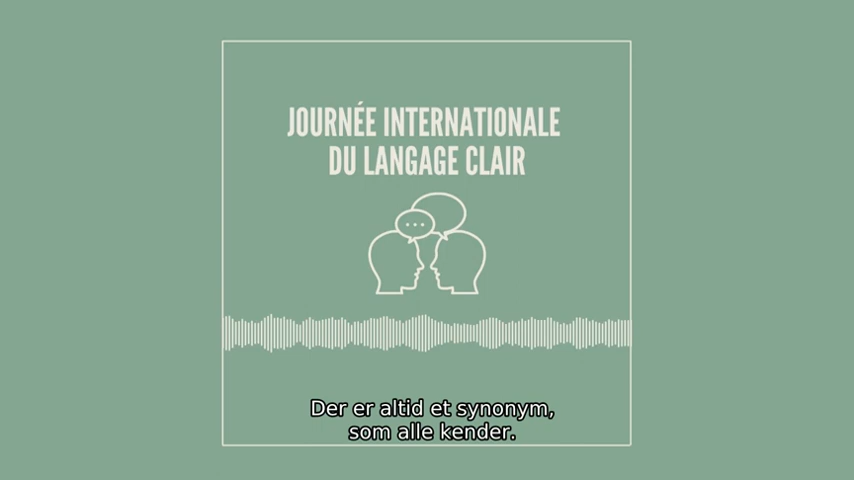 JOURNÉE INTERNATIONALE
DU LANGAGE CLAIR
Der er altid et synonym,
som alle kender.